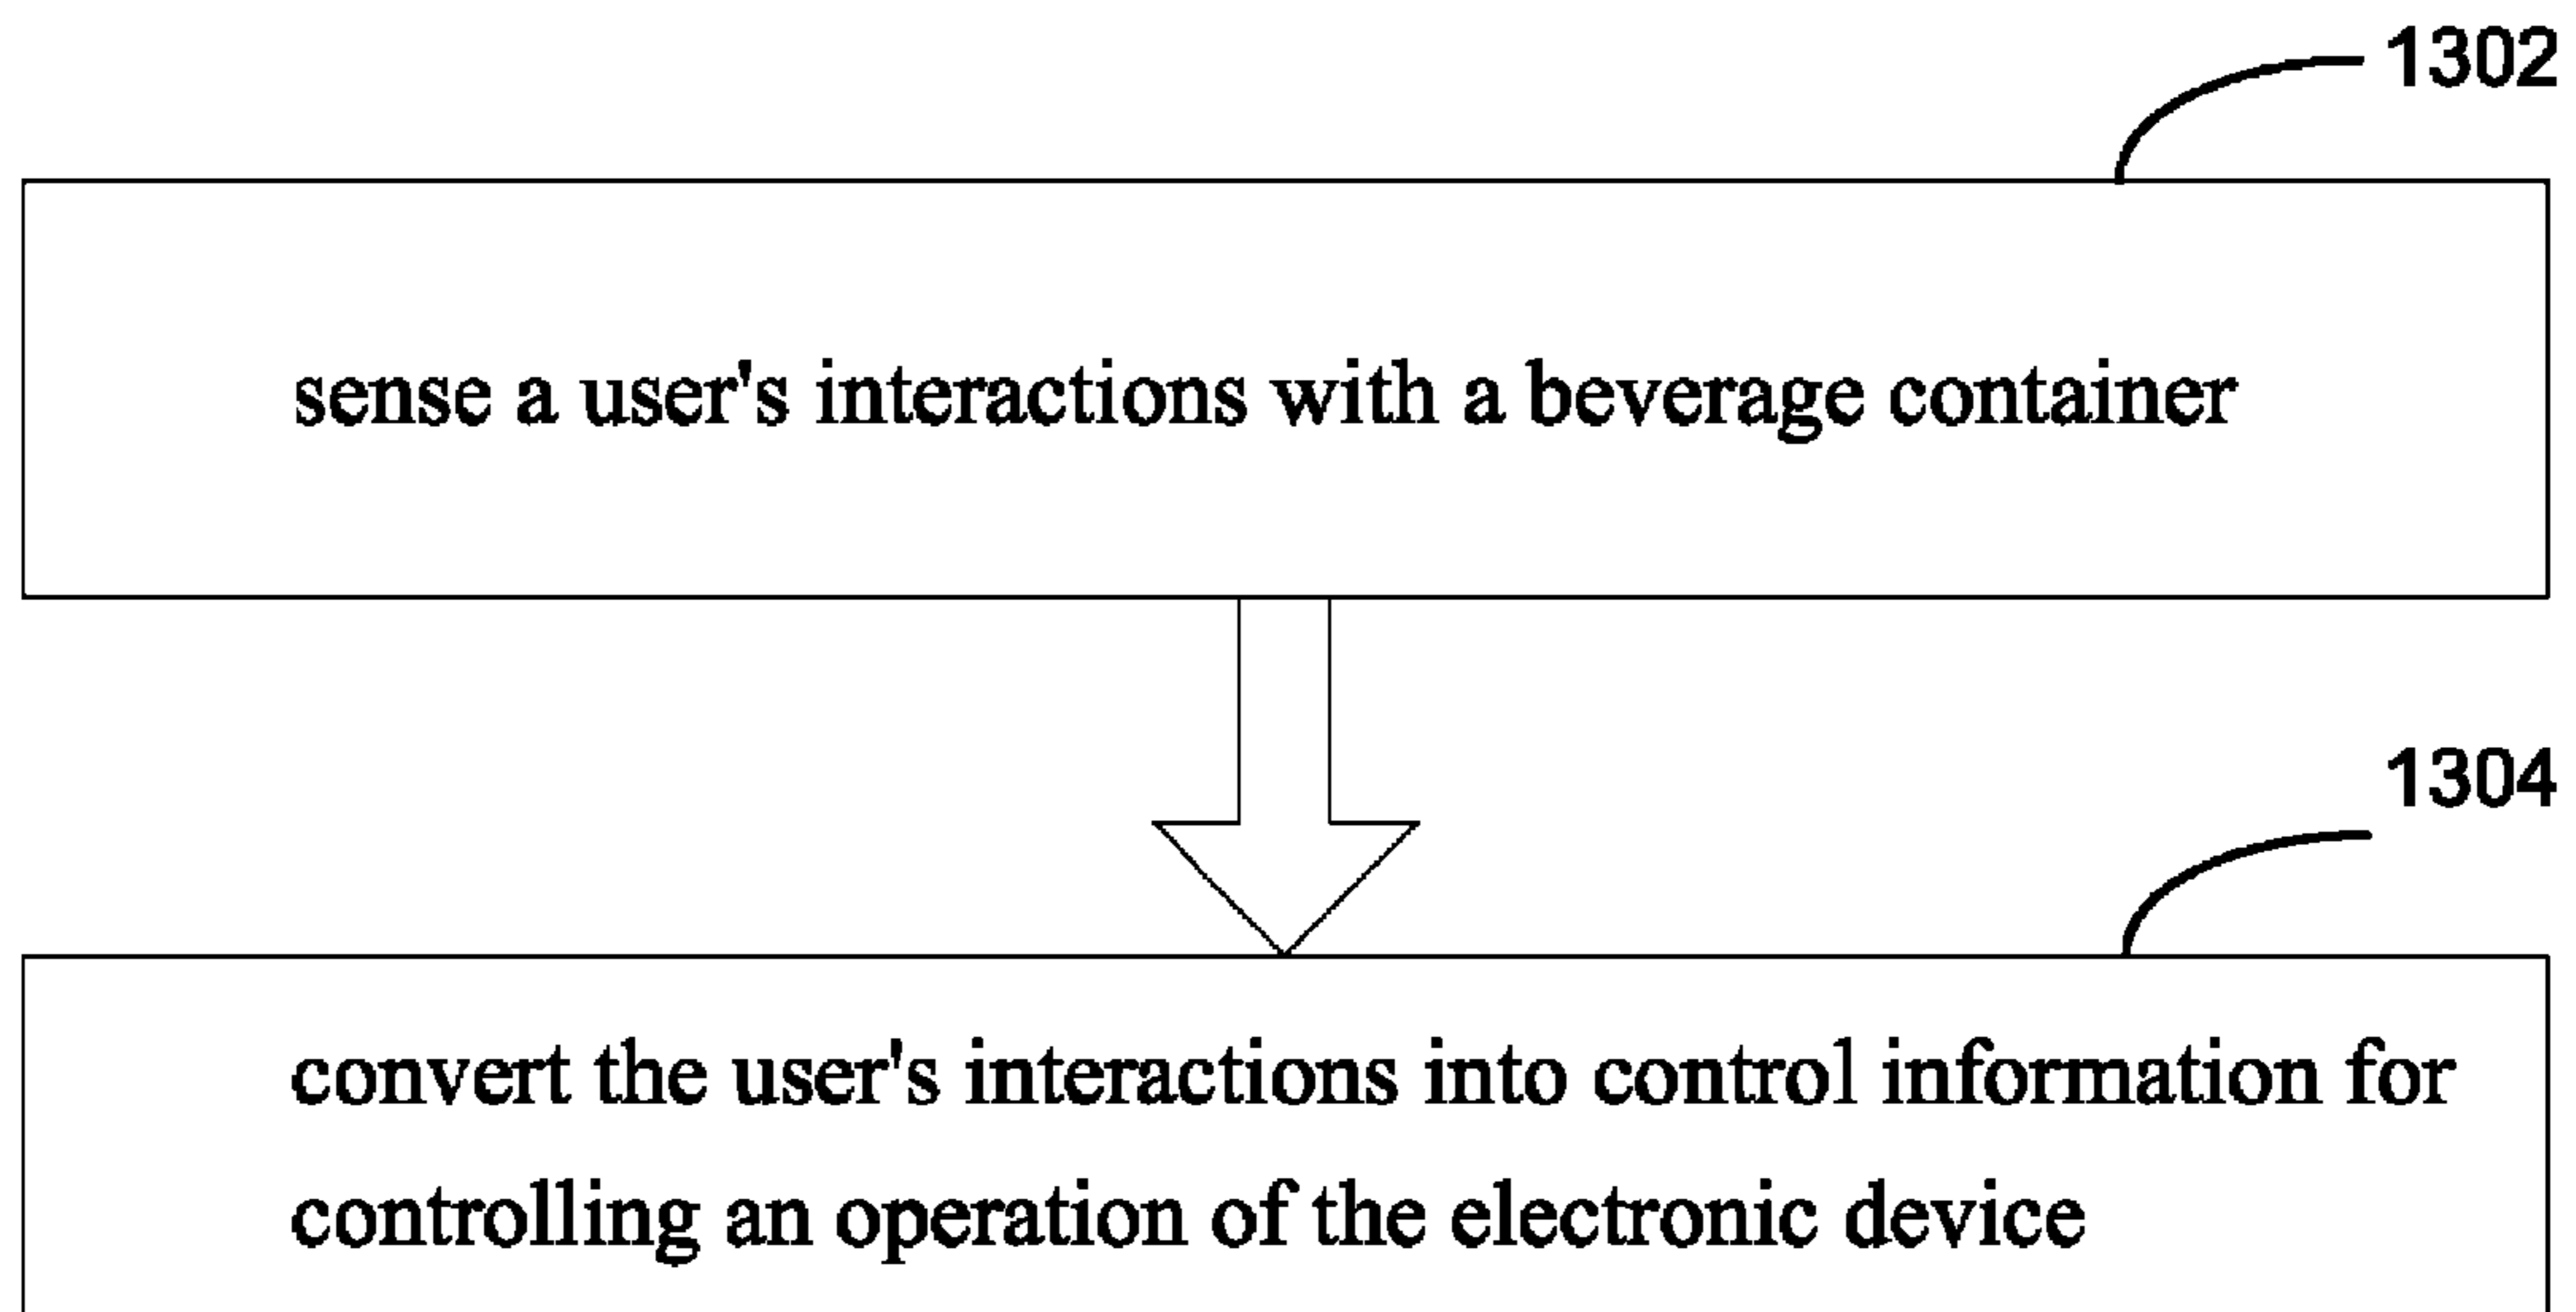 1302
sense a user's interactions with a beverage container
1304
convert the user's interactions into control information for
controlling an operation of the electronic device